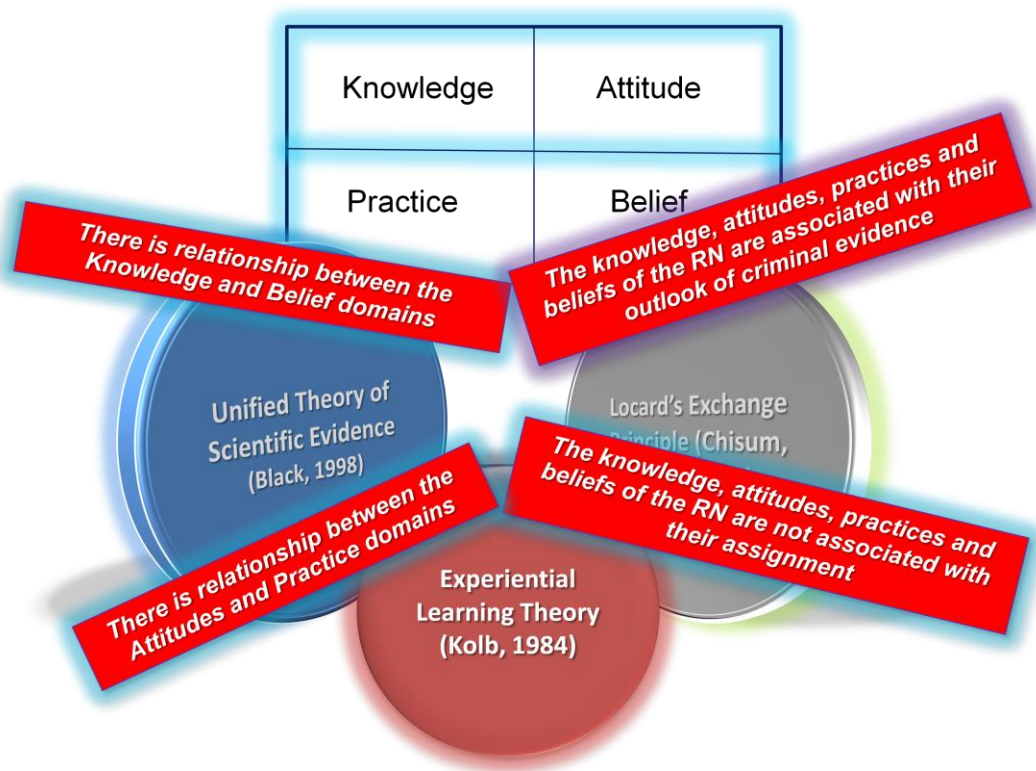 Knowledge
Attitude
Practice
Belief
There is relationship between the
Knowledge and Belief domains
The knowledge, attitudes, practices and
beliefs of the RN are associated with their
outlook of criminal evidence
Unified Theory of
Scientific Evidence
(Black, 1998)
Locard's Exchange
Principle (Chisum,
There is relationship between the
Attitudes and Practice domains
The knowledge, attitudes, practices and
beliefs of the RN are not associated with
their assignment
Experiential
Learning Theory
(Kolb, 1984)